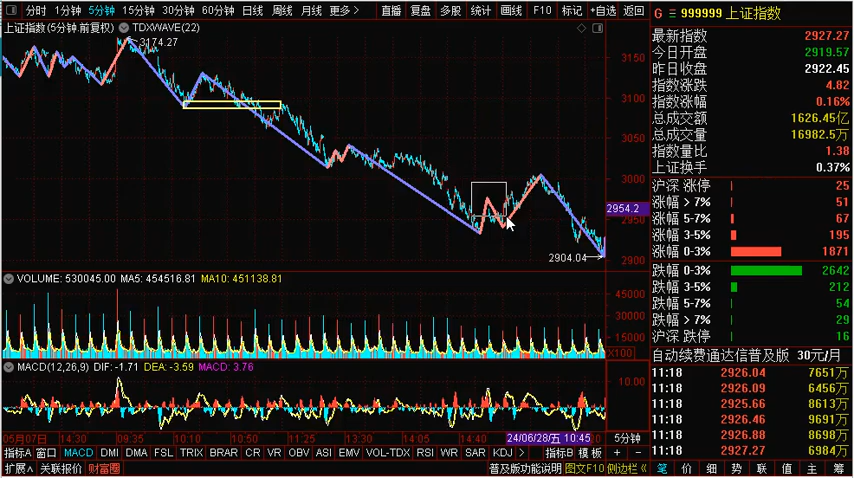 分时 1分钟 5分钟 15分钟 30分钟 60分钟 日线 周线 月线 更多> 直播 复盘 多股 统计 画线 F10 标记 +自选 返回
上证指数(5分钟.前复权) TDXWAVE(22)
3174.27
3150
3100
3050
3000
2954.2
2950
2900
2904.04
VOLUME: 530045.00 MA5: 454516.81 MA10: 451138.81
45000
30000
15000
X100
MACD(12,26,9) DIF: -1.71 DEA: -3.59 MACD: 3.76
10.00
05月07日 14:30 09:35 10:10 10:50 11:25 13:30 14:05 14:40 24/06/28/五 10:45 5分钟
指标A 窗口 MACD DMI DMA FSL TRIX BRAR CR VR OBV ASI EMV VOL-TDX RSI WR SAR KDJ > 指标B 模板 + -
扩展∧ 关联报价 财富圈 普及版功能说明 图文F10 侧边栏《
G 999999 上证指数
最新指数 2927.27
今日开盘 2919.57
昨日收盘 2922.45
指数涨跌 4.82
指数涨幅 0.16%
总成交额 1626.45亿
总成交量 16982.5万
指数量比 1.38
上证换手 0.37%
沪深 涨停 25
涨幅 > 7% 51
涨幅 5-7% 67
涨幅 3-5% 195
涨幅 0-3% 1871
跌幅 0-3% 2642
跌幅 3-5% 212
跌幅 5-7% 54
跌幅 > 7% 29
沪深 跌停 16
自动续费通达信普及版 30元/月
11:18 2926.04 7651万
11:18 2926.09 6456万
11:18 2925.66 8613万
11:18 2926.46 9691万
11:18 2926.88 8698万
11:18 2927.27 6984万
笔 价 细 势 联 值 主 筹